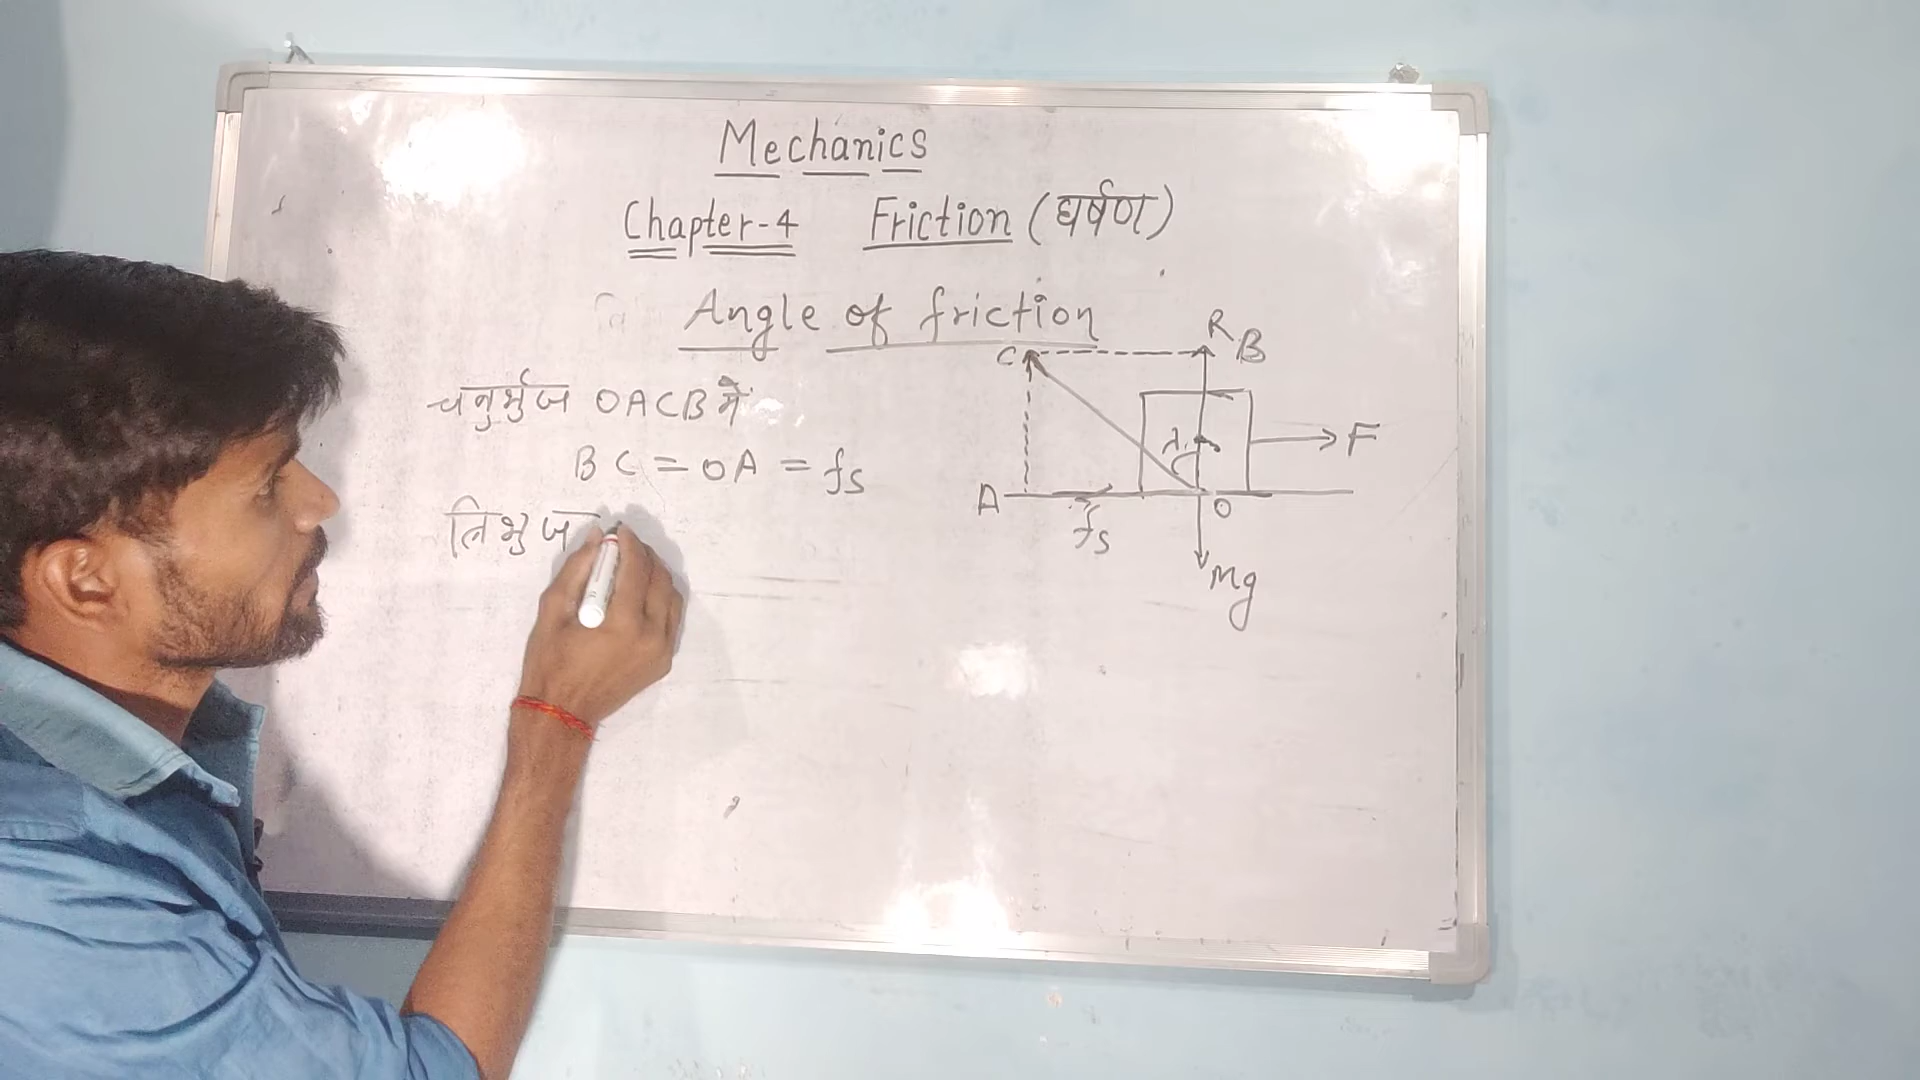 Mechanics
Chapter-4 Friction (घर्षण)
Angle of friction
चतुर्भुज OACB में
BC = OA = fs
त्रिभुज
R
B
C
λ
F
A
O
fs
Mg